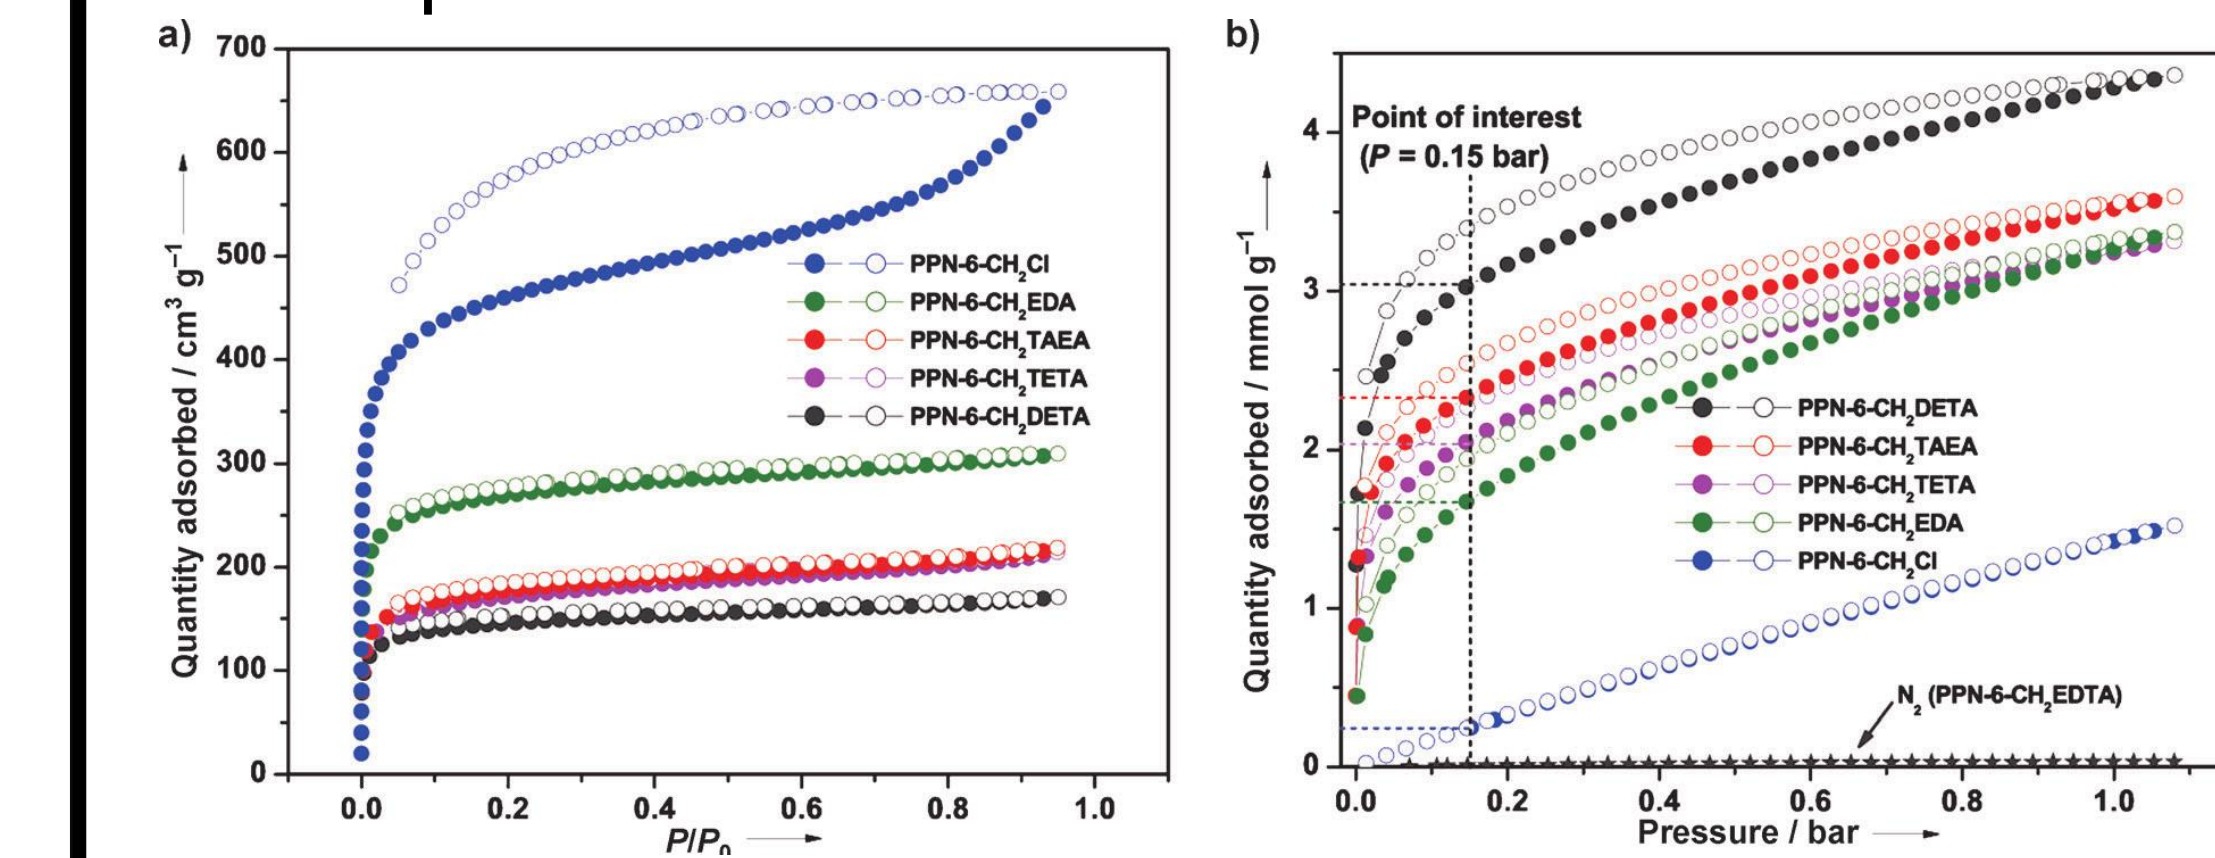 a)
700
600
500
400
300
200
100
0
Quantity adsorbed / cm³ g⁻¹
PPN-6-CH₂Cl
PPN-6-CH₂EDA
PPN-6-CH₂TAEA
PPN-6-CH₂TETA
PPN-6-CH₂DETA
0.0 0.2 0.4 0.6 0.8 1.0
P/P₀
b)
4
3
2
1
0
Quantity adsorbed / mmol g⁻¹
Point of interest
(P = 0.15 bar)
PPN-6-CH₂DETA
PPN-6-CH₂TAEA
PPN-6-CH₂TETA
PPN-6-CH₂EDA
PPN-6-CH₂Cl
N₂ (PPN-6-CH₂EDTA)
0.0 0.2 0.4 0.6 0.8 1.0
Pressure / bar